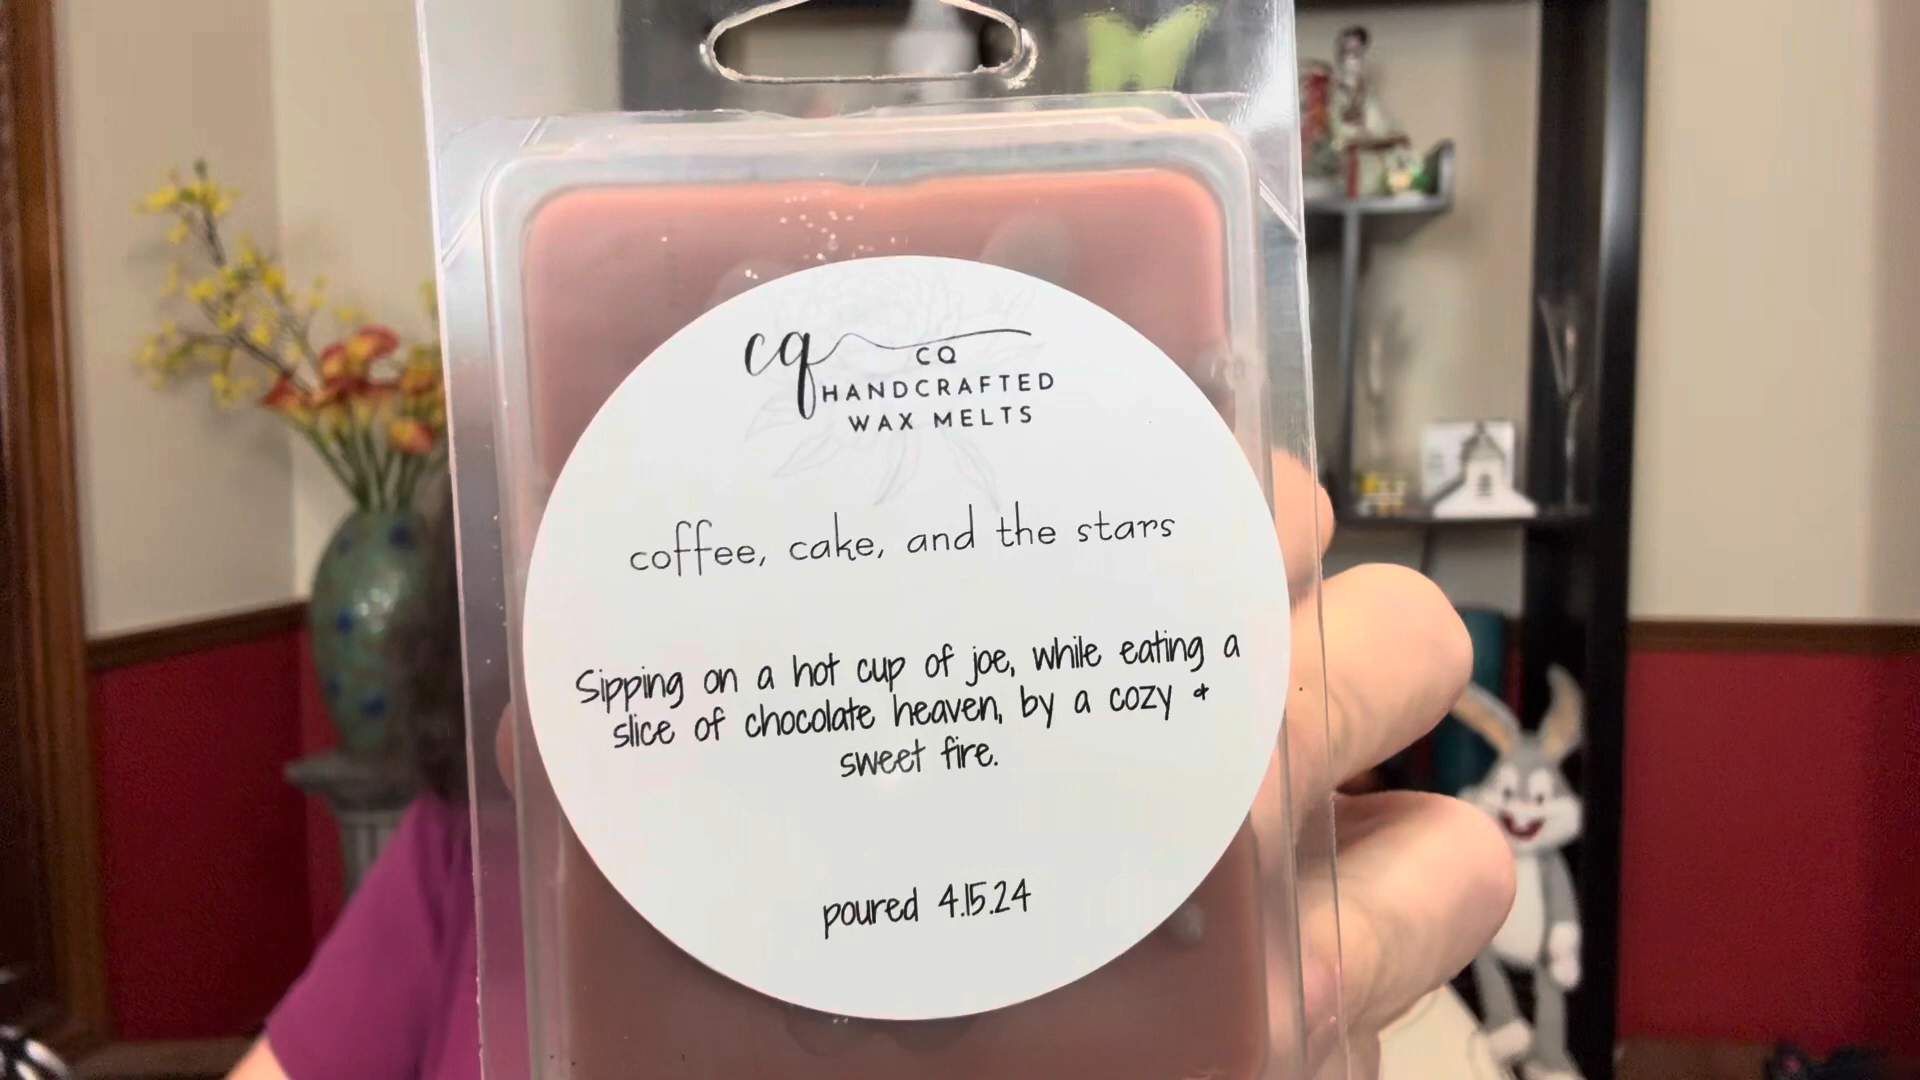 cq
CQ
HANDCRAFTED
WAX MELTS
coffee, cake, and the stars
Sipping on a hot cup of joe, while eating a
slice of chocolate heaven, by a cozy &
sweet fire.
poured 4.15.24